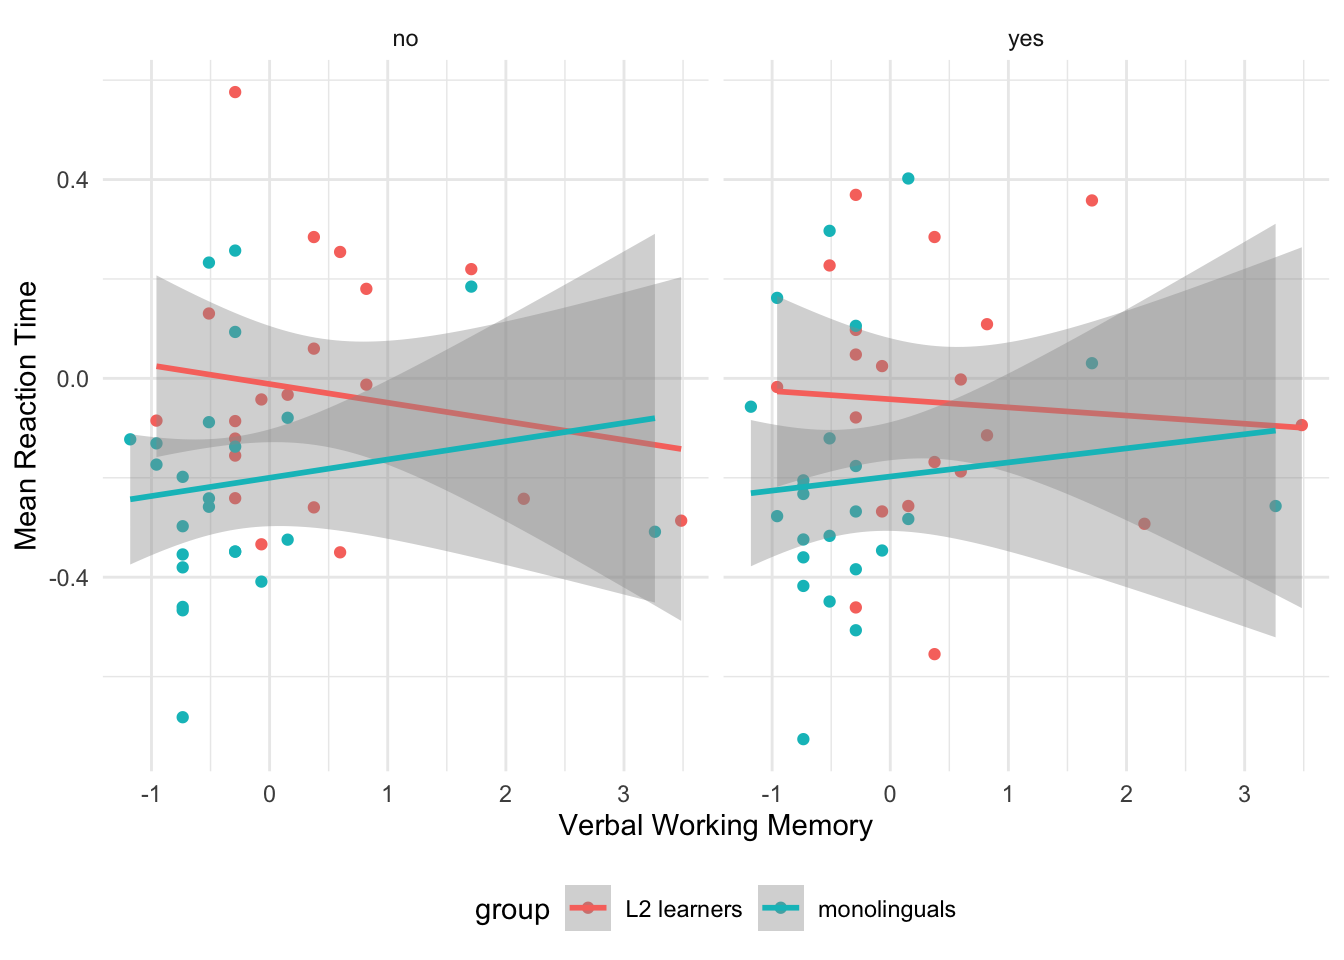 no yes
Mean Reaction Time
0.4
0.0
-0.4
-1 0 1 2 3 -1 0 1 2 3
Verbal Working Memory
group L2 learners monolinguals